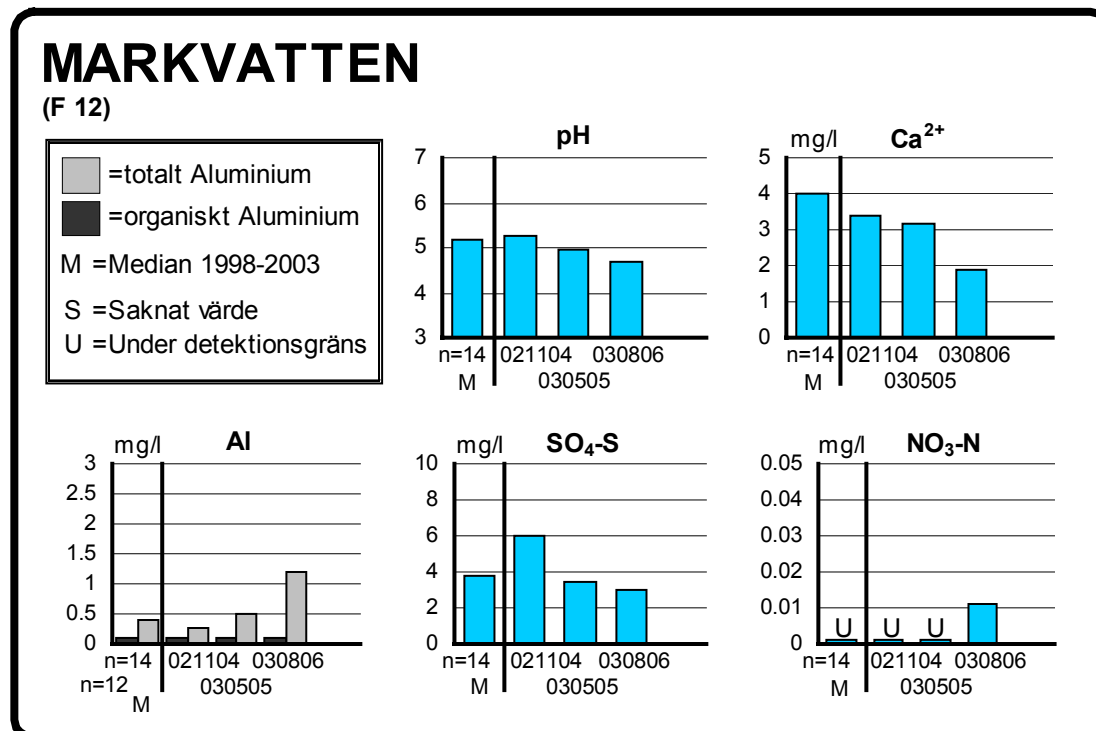 MARKVATTEN
(F 12)
=totalt Aluminium
=organiskt Aluminium
M =Median 1998-2003
S =Saknat värde
U =Under detektionsgräns
pH
7
6
5
4
3
n=14 021104 030806
M 030505
mg/l Ca²⁺
5
4
3
2
1
0
n=14 021104 030806
M 030505
mg/l Al
3
2.5
2
1.5
1
0.5
0
n=14 021104 030806
n=12 030505
M
mg/l SO₄-S
10
8
6
4
2
0
n=14 021104 030806
M 030505
mg/l NO₃-N
0.05
0.04
0.03
0.02
0.01
0
U U U
n=14 021104 030806
M 030505